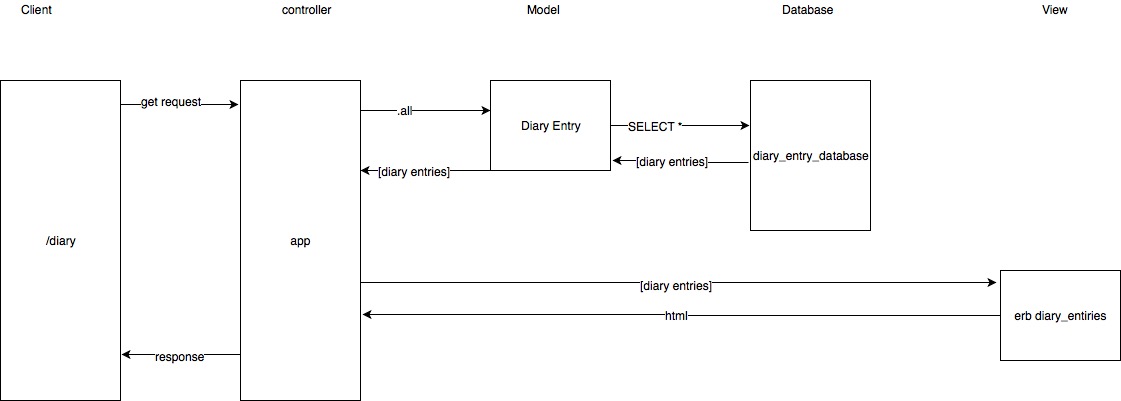 Client
controller
Model
Database
View
get request
.all
Diary Entry
SELECT *
diary_entry_database
[diary entries]
[diary entries]
/diary
app
[diary entries]
html
erb diary_entiries
response